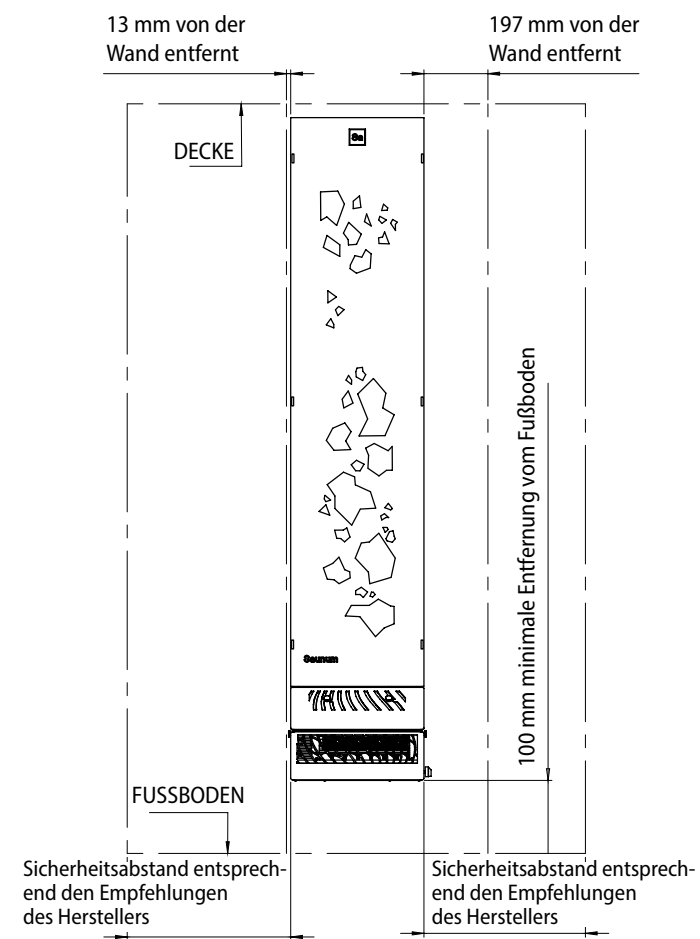 13 mm von der
Wand entfernt
197 mm von der
Wand entfernt
DECKE
Sa
100 mm minimale Entfernung vom Fußboden
Saunum
FUSSBODEN
Sicherheitsabstand entsprech-
end den Empfehlungen
des Herstellers
Sicherheitsabstand entsprech-
end den Empfehlungen
des Herstellers